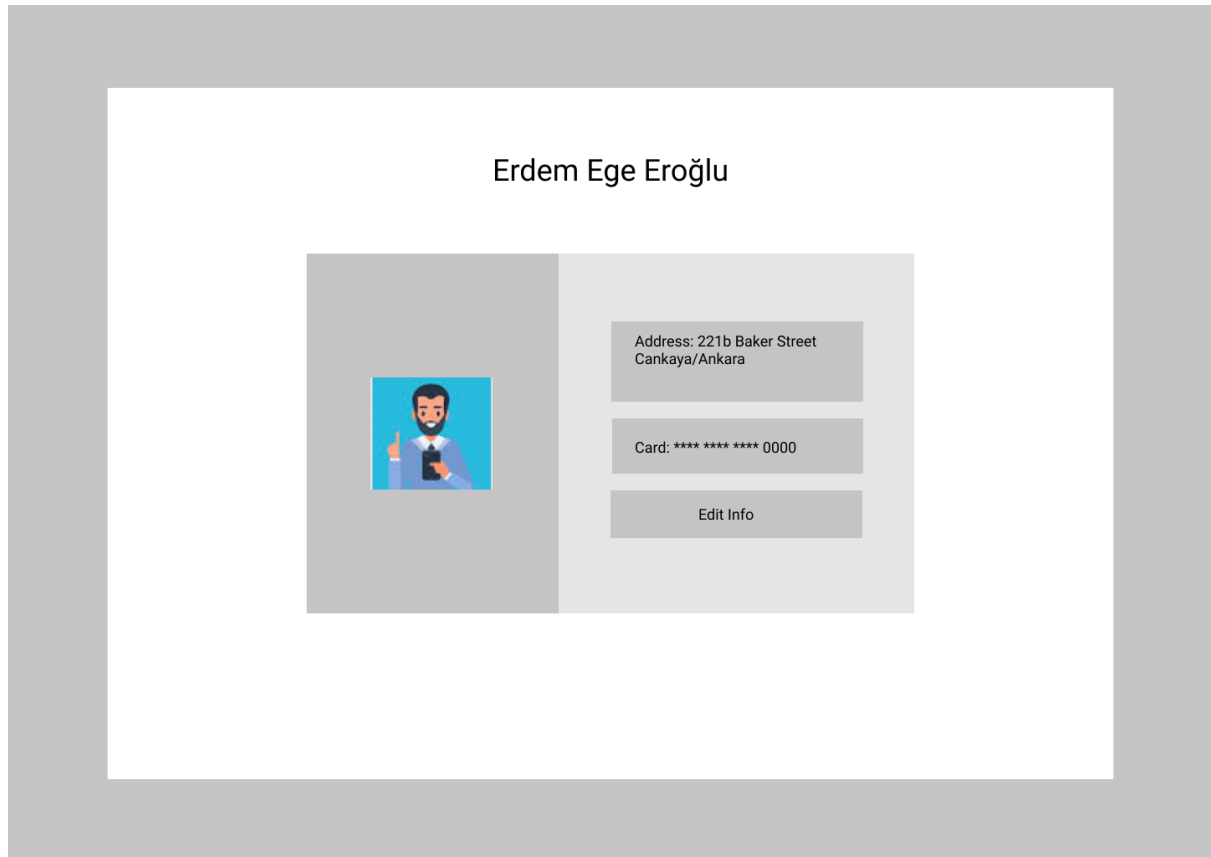 Erdem Ege Eroğlu
Address: 221b Baker Street
Cankaya/Ankara
Card: **** **** **** 0000
Edit Info